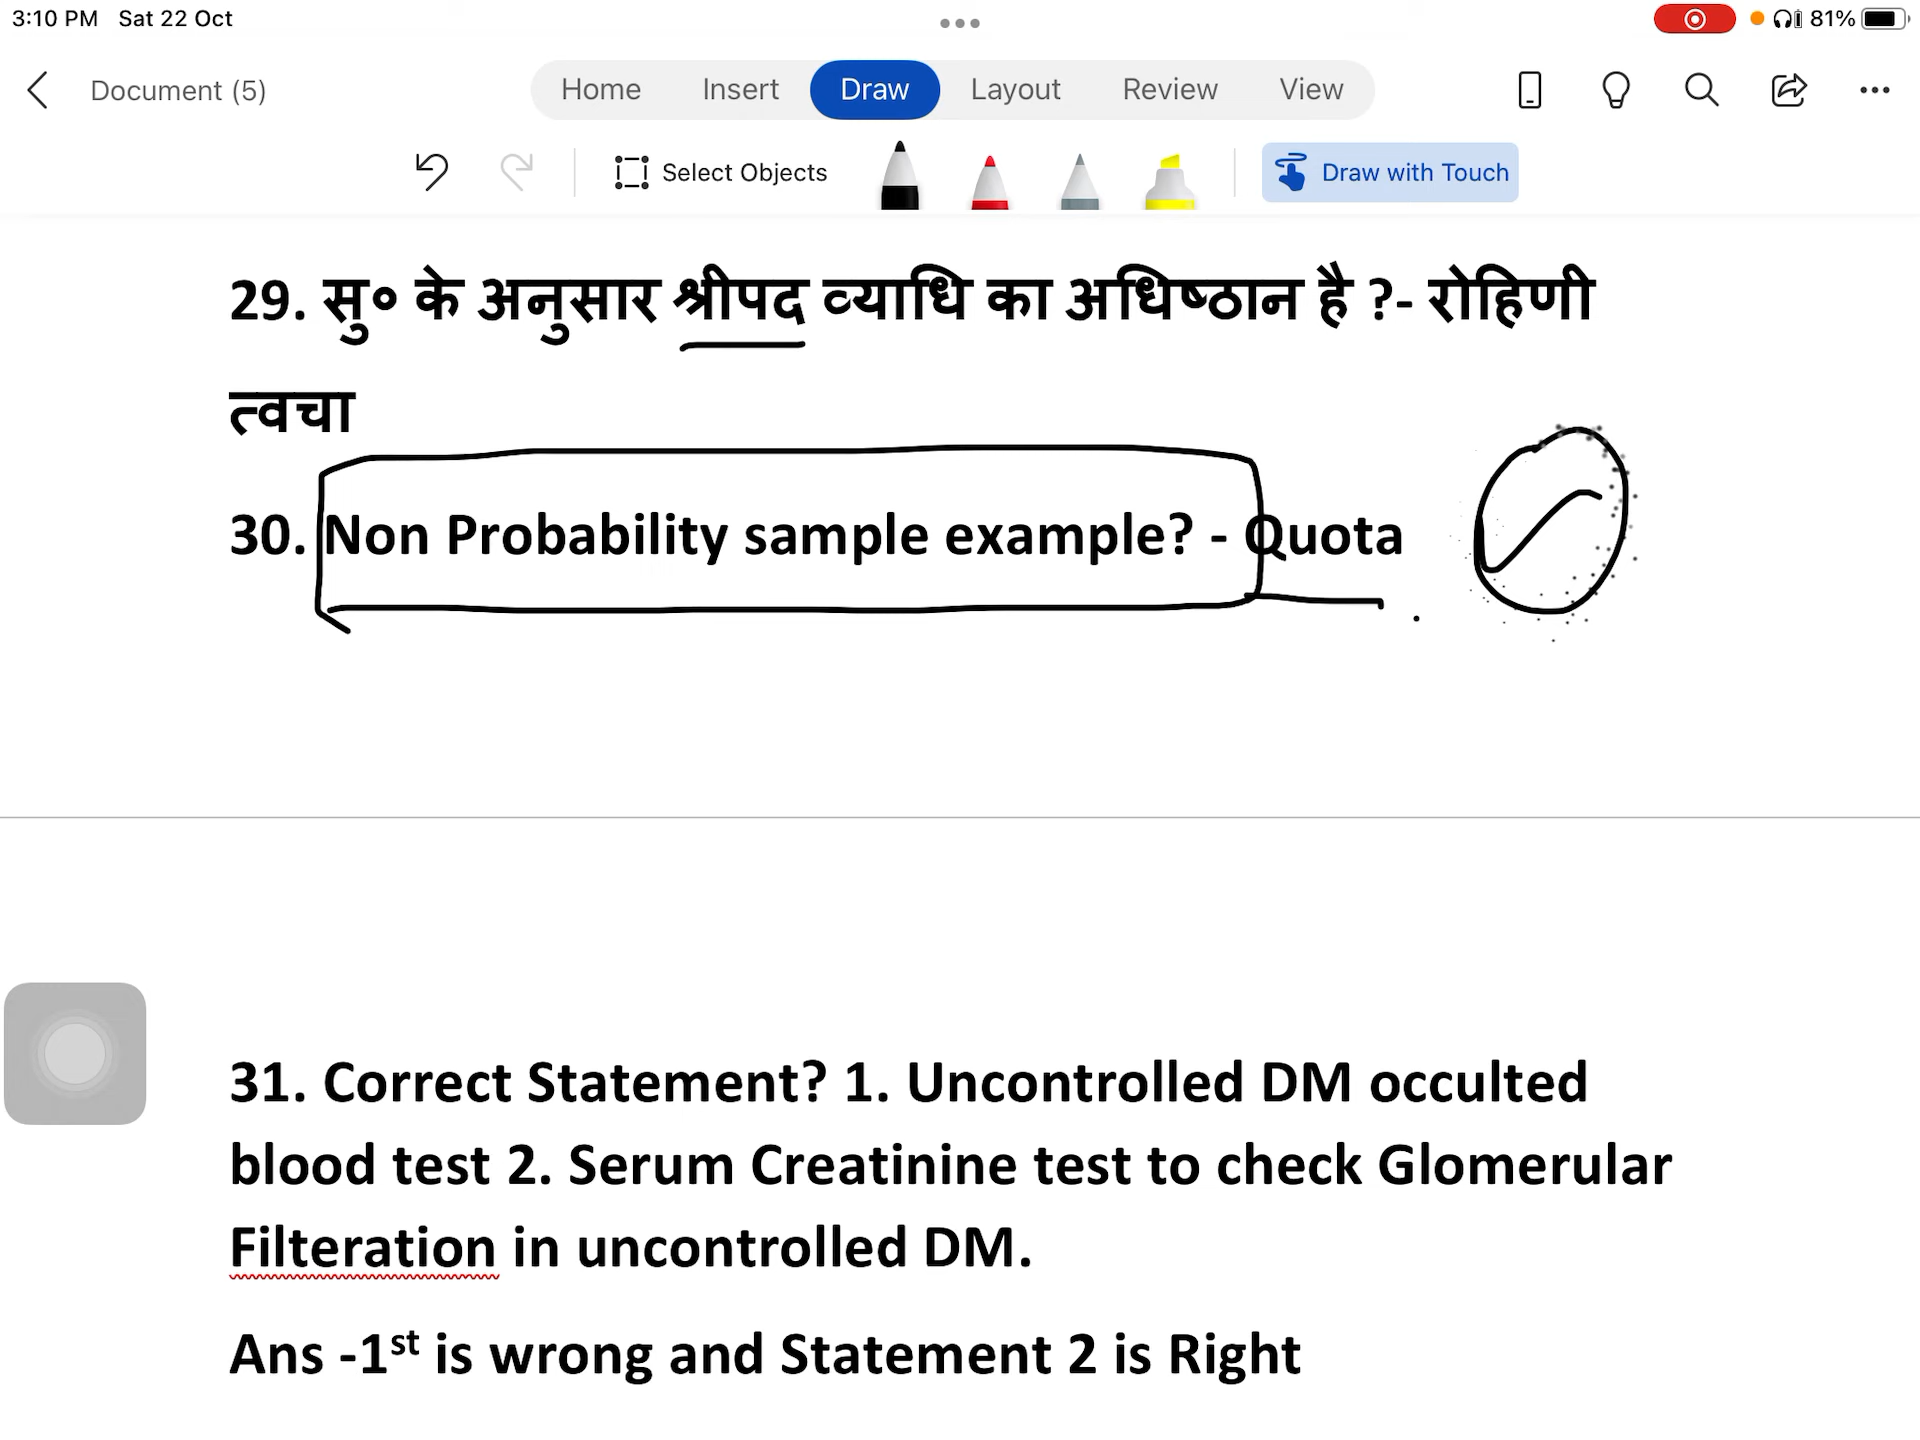 3:10 PM Sat 22 Oct
81%
Document (5)
Home Insert Draw Layout Review View
Select Objects
Draw with Touch
29. सु० के अनुसार श्रीपद व्याधि का अधिष्ठान है ?- रोहिणी
त्वचा
30. Non Probability sample example? - Quota
31. Correct Statement? 1. Uncontrolled DM occulted
blood test 2. Serum Creatinine test to check Glomerular
Filteration in uncontrolled DM.
Ans -1st is wrong and Statement 2 is Right